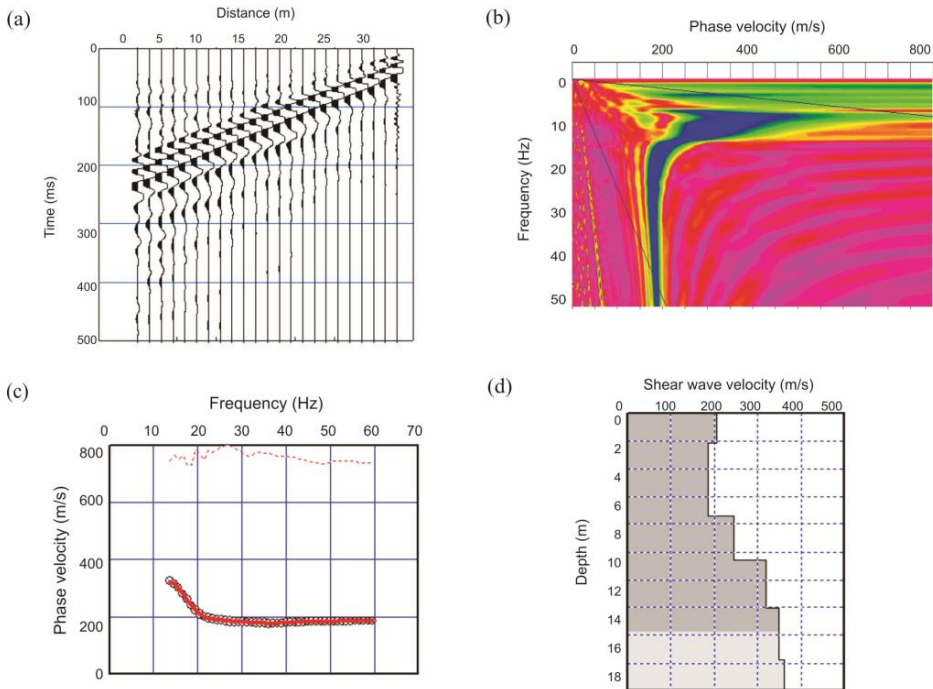 (a)
Distance (m)
0 5 10 15 20 25 30
Time (ms)
0
100
200
300
400
500
(b)
Phase velocity (m/s)
0 200 400 600 800
Frequency (Hz)
0
10
20
30
40
50
(c)
Frequency (Hz)
0 10 20 30 40 50 60 70
Phase velocity (m/s)
800
600
400
200
0
(d)
Shear wave velocity (m/s)
0 100 200 300 400 500
Depth (m)
0
2
4
6
8
10
12
14
16
18